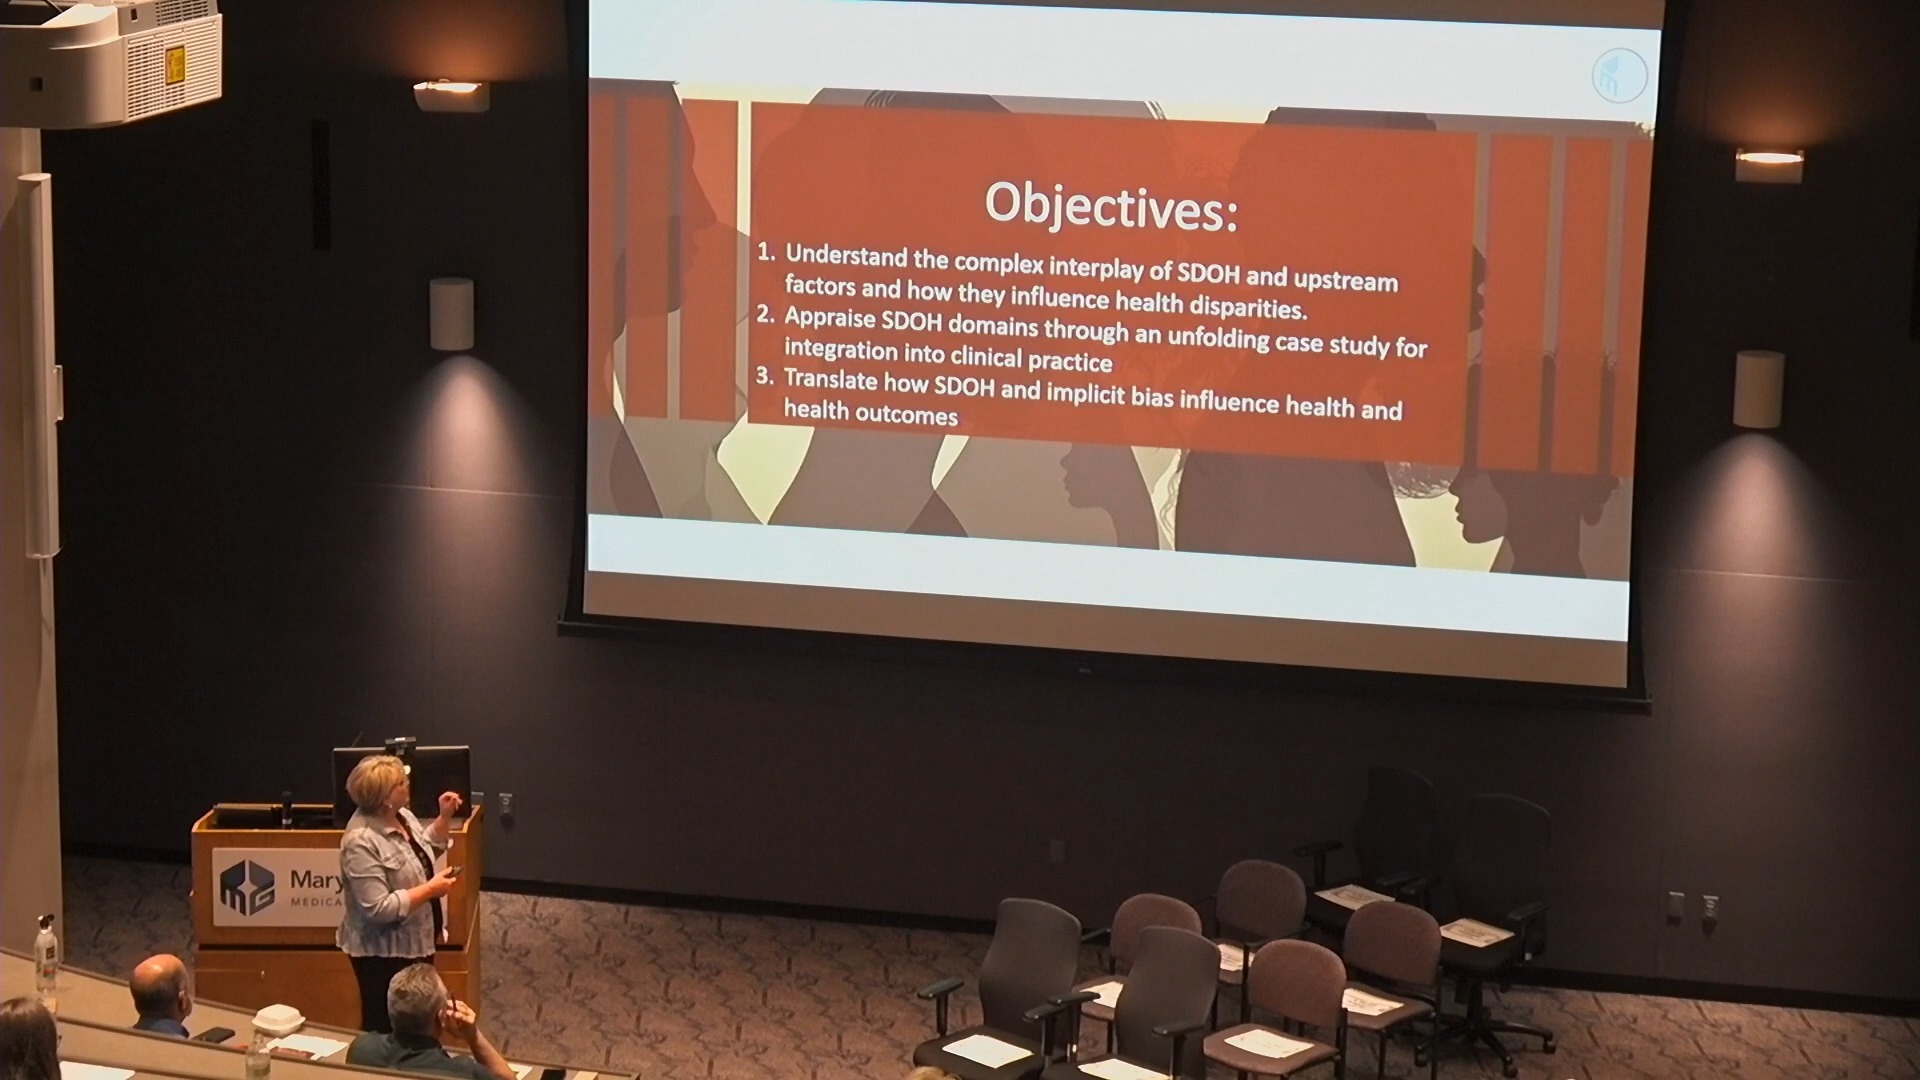 Objectives:
1. Understand the complex interplay of SDOH and upstream
factors and how they influence health disparities.
2. Appraise SDOH domains through an unfolding case study for
integration into clinical practice
3. Translate how SDOH and implicit bias influence health and
health outcomes
Mary
MEDICA